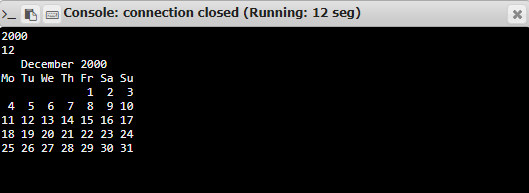 Console: connection closed (Running: 12 seg)
2000
12
   December 2000
Mo Tu We Th Fr Sa Su
             1  2  3
 4  5  6  7  8  9 10
11 12 13 14 15 16 17
18 19 20 21 22 23 24
25 26 27 28 29 30 31